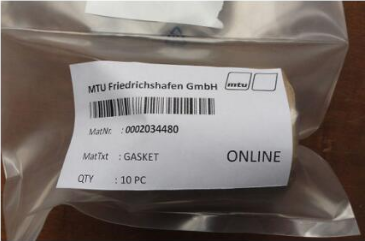 MTU Friedrichshafen GmbH
mtu
MatNr. : 0002034480
MatTxt : GASKET
ONLINE
QTY : 10 PC